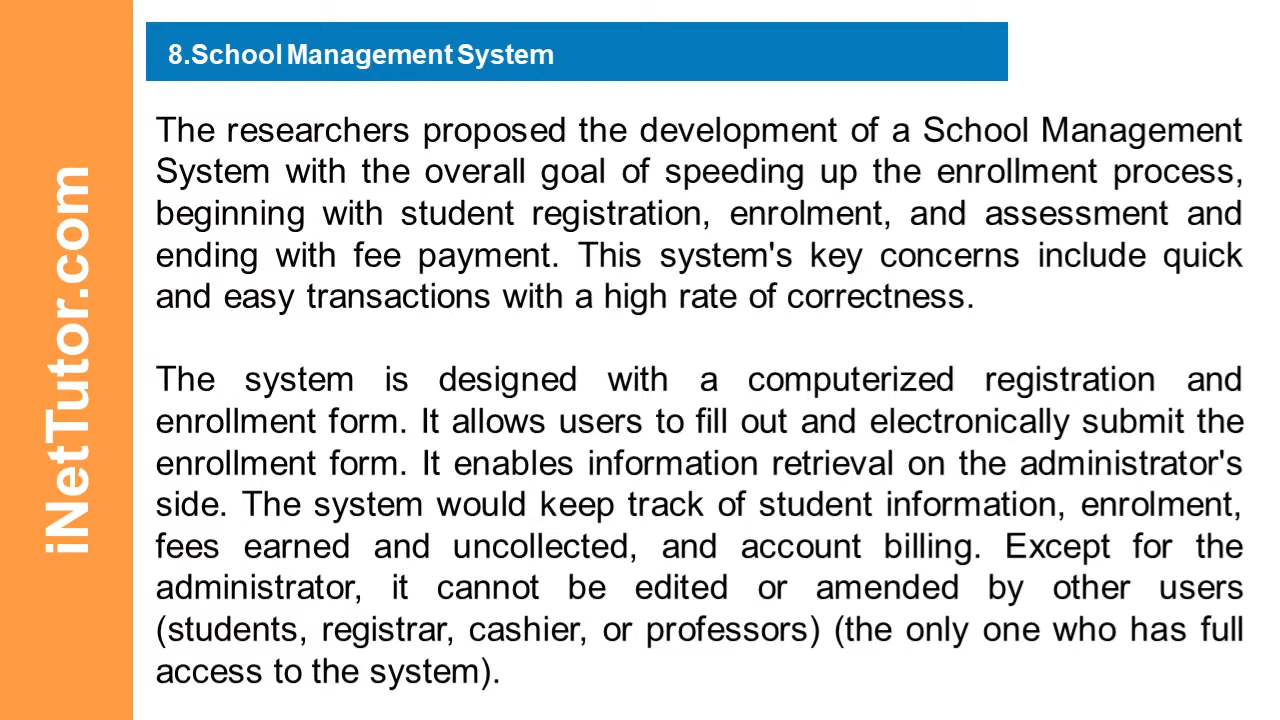 iNetTutor.com
8.School Management System
The researchers proposed the development of a School Management
System with the overall goal of speeding up the enrollment process,
beginning with student registration, enrolment, and assessment and
ending with fee payment. This system's key concerns include quick
and easy transactions with a high rate of correctness.
The system is designed with a computerized registration and
enrollment form. It allows users to fill out and electronically submit the
enrollment form. It enables information retrieval on the administrator's
side. The system would keep track of student information, enrolment,
fees earned and uncollected, and account billing. Except for the
administrator, it cannot be edited or amended by other users
(students, registrar, cashier, or professors) (the only one who has full
access to the system).